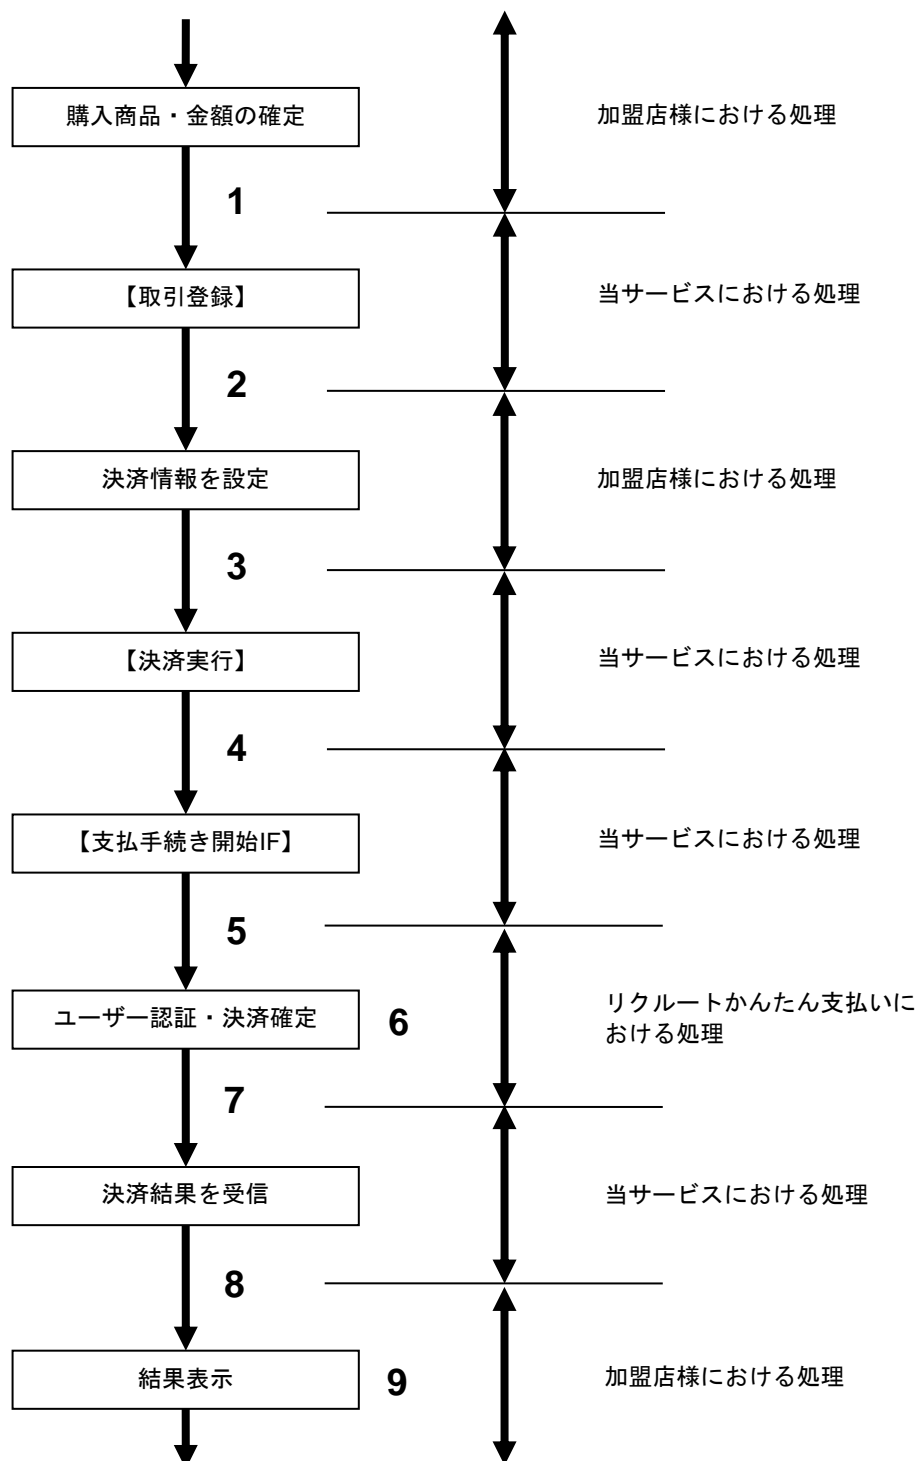 購入商品・金額の確定
加盟店様における処理
1
【取引登録】
当サービスにおける処理
2
決済情報を設定
加盟店様における処理
3
【決済実行】
当サービスにおける処理
4
【支払手続き開始IF】
当サービスにおける処理
5
ユーザー認証・決済確定
6
リクルートかんたん支払いに
おける処理
7
決済結果を受信
当サービスにおける処理
8
結果表示
9
加盟店様における処理